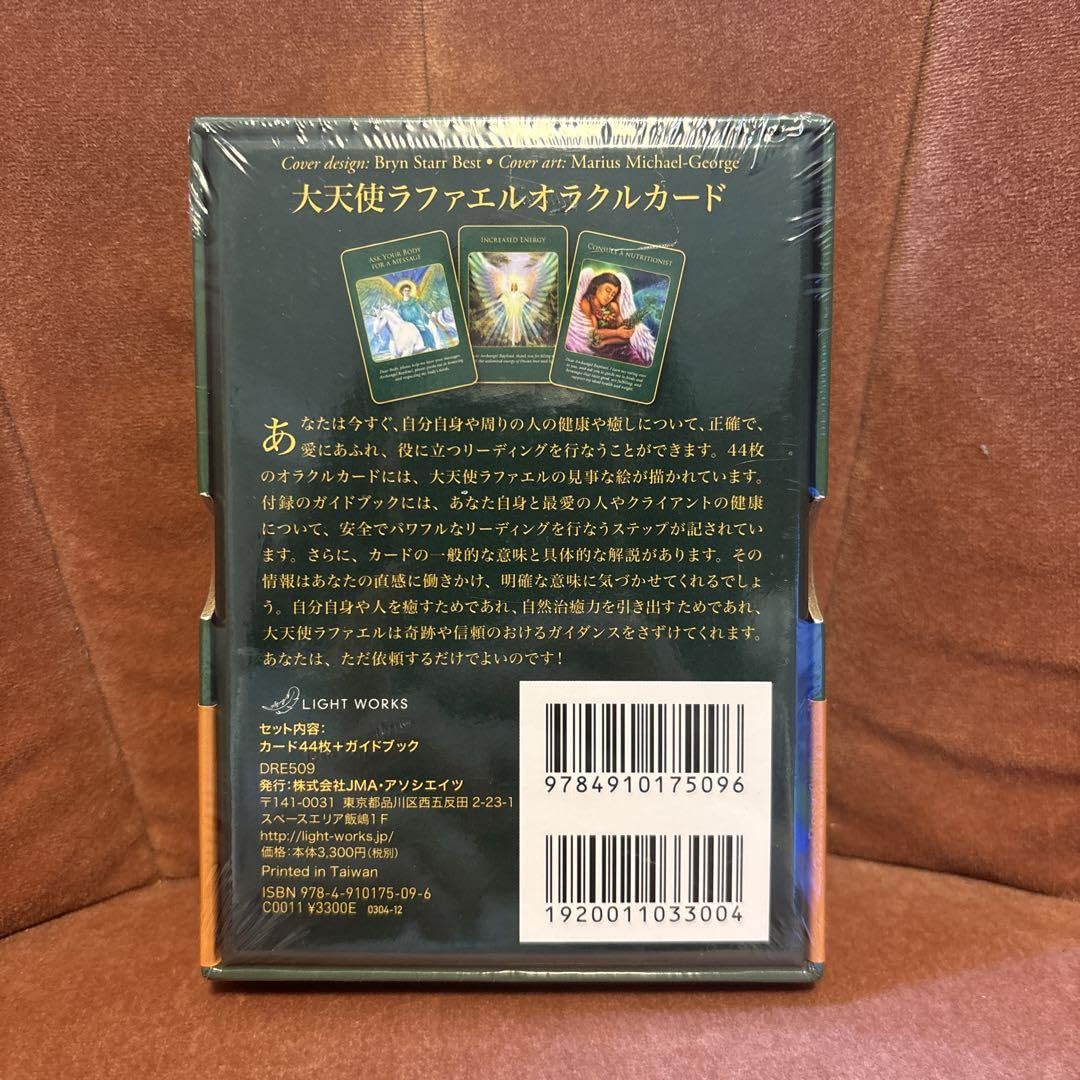 Cover design: Bryn Starr Best • Cover art: Marius Michael-George
大天使ラファエルオラクルカード
ASK YOUR BODY
FOR A MESSAGE
INCREASED ENERGY
CONSULT A NUTRITIONIST
あなたは今すぐ、自分自身や周りの人の健康や癒しについて、正確で、
愛にあふれ、役に立つリーディングを行なうことができます。44枚
のオラクルカードには、大天使ラファエルの見事な絵が描かれています。
付録のガイドブックには、あなた自身と最愛の人やクライアントの健康
について、安全でパワフルなリーディングを行なうステップが記されてい
ます。さらに、カードの一般的な意味と具体的な解説があります。その
情報はあなたの直感に働きかけ、明確な意味に気づかせてくれるでしょ
う。自分自身や人を癒すためであれ、自然治癒力を引き出すためであれ、
大天使ラファエルは奇跡や信頼のおけるガイダンスをさずけてくれます。
あなたは、ただ依頼するだけでよいのです!
LIGHT WORKS
セット内容:
カード44枚+ガイドブック
DRE509
発行:株式会社JMA・アソシエイツ
〒141-0031 東京都品川区西五反田 2-23-1
スペースエリア飯嶋1F
http://light-works.jp/
価格:本体3,300円(税別)
Printed in Taiwan
ISBN 978-4-910175-09-6
C0011 ¥3300E 0304-12
9784910175096
1920011033004